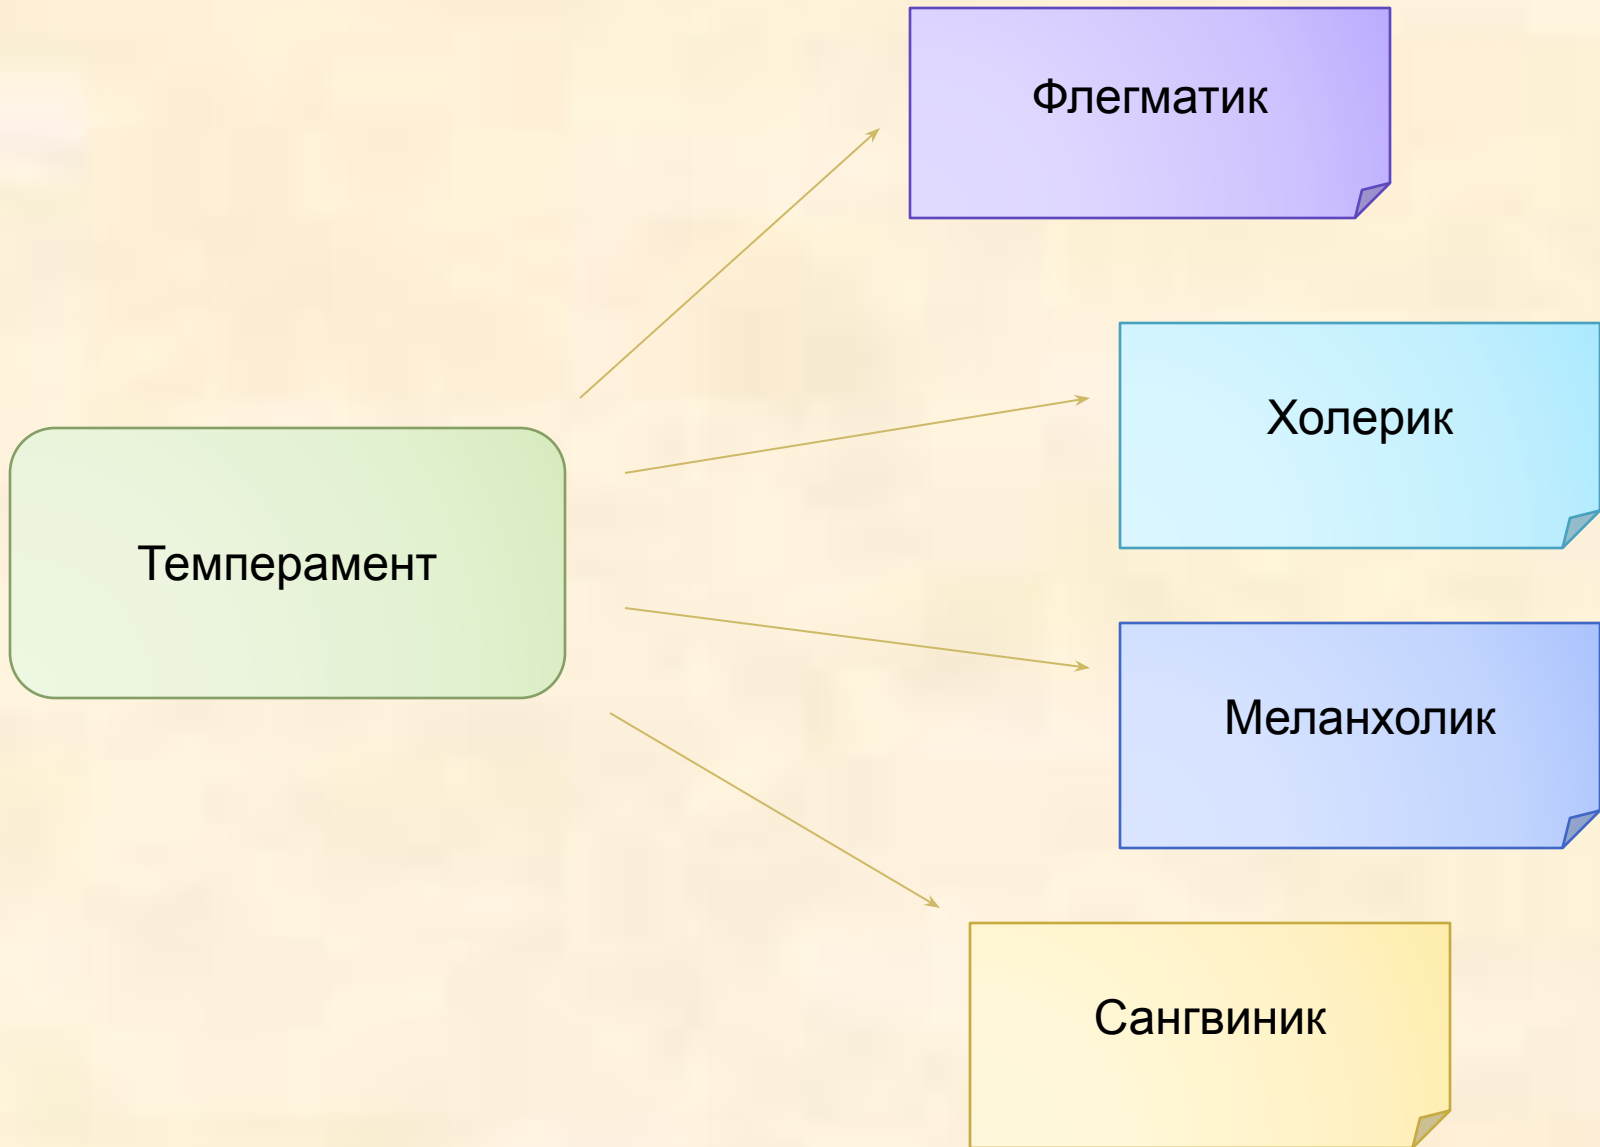 Флегматик
Холерик
Темперамент
Меланхолик
Сангвиник